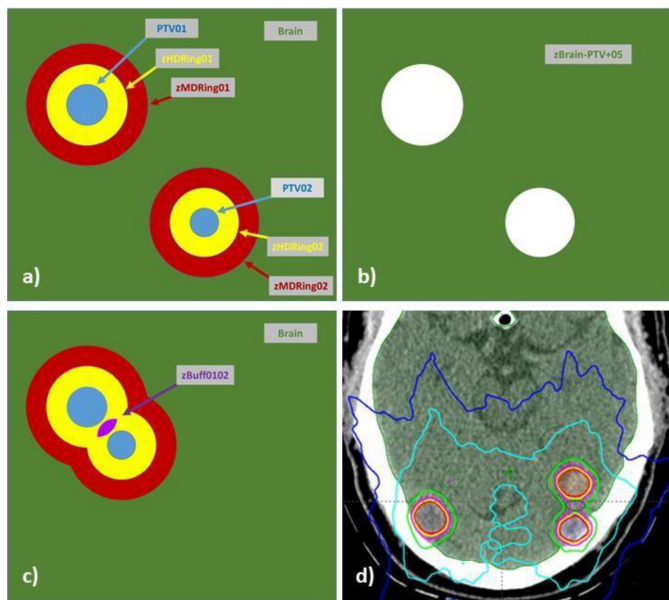 PTV01
Brain
zHDRing01
zMDRing01
PTV02
zHDRing02
zMDRing02
a)
zBrain-PTV+05
b)
Brain
zBuff0102
c)
d)